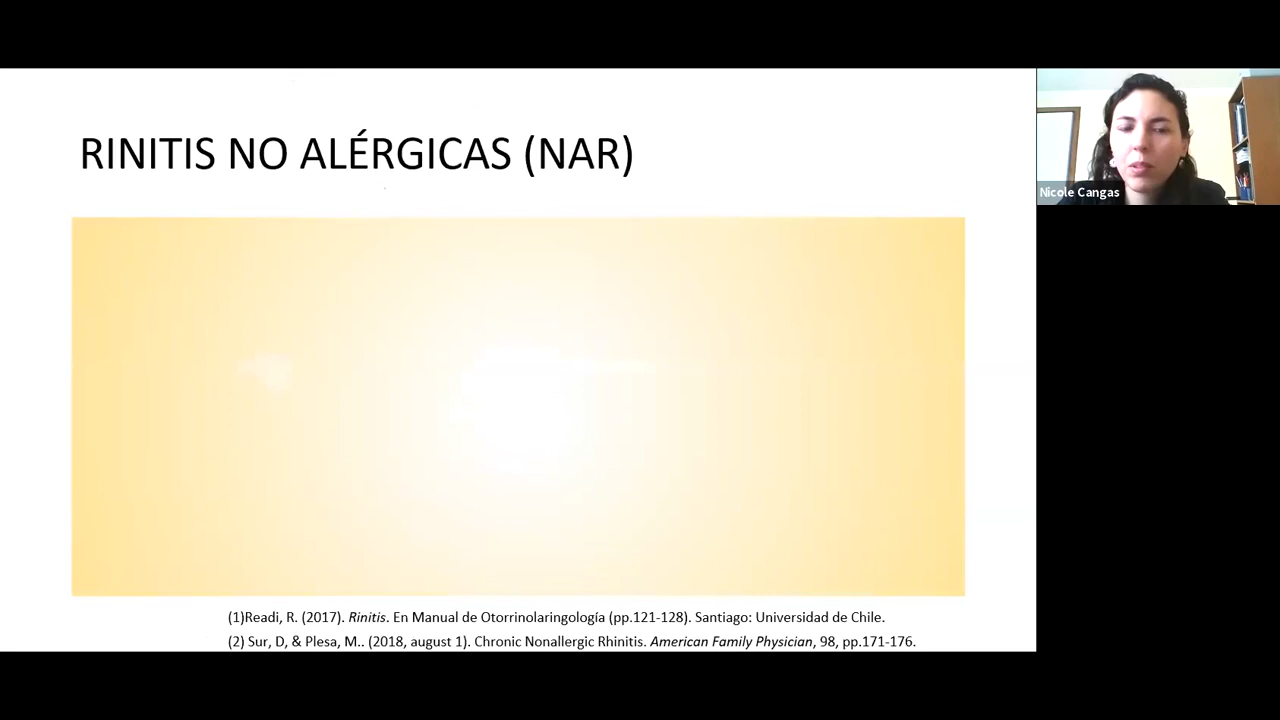 RINITIS NO ALÉRGICAS (NAR)
Nicole Cangas
(1)Readi, R. (2017). Rinitis. En Manual de Otorrinolaringología (pp.121-128). Santiago: Universidad de Chile.
(2) Sur, D, & Plesa, M.. (2018, august 1). Chronic Nonallergic Rhinitis. American Family Physician, 98, pp.171-176.